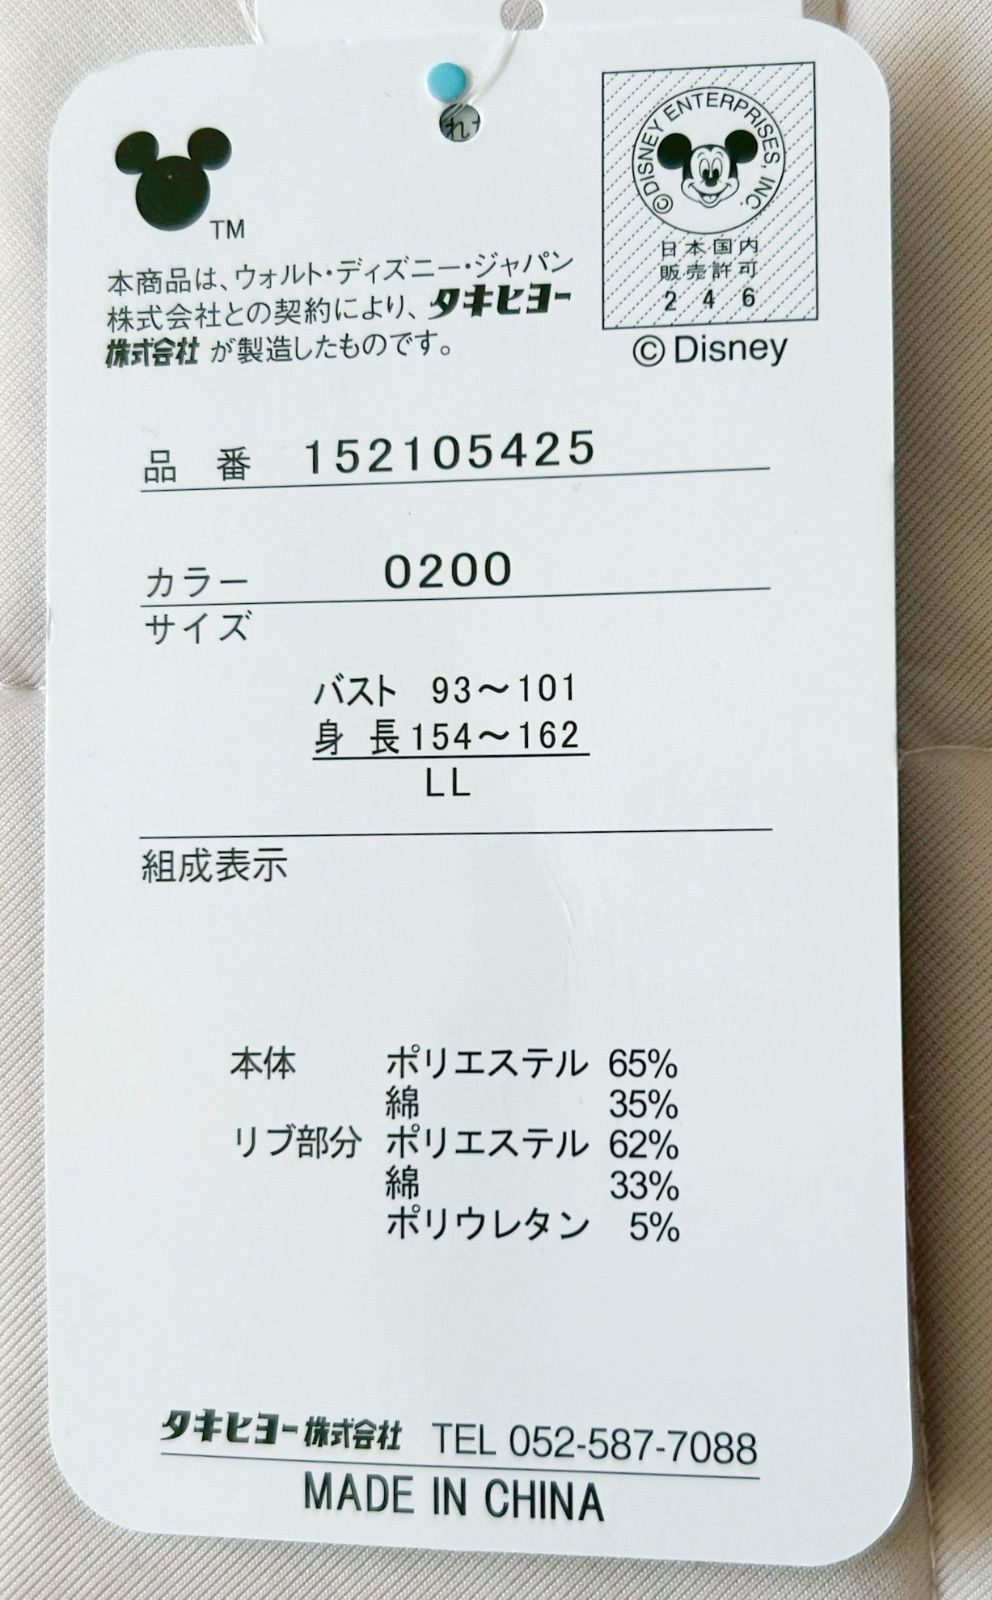 れ
TM
本商品は、ウォルト・ディズニー・ジャパン
株式会社との契約により、タキヒヨー
株式会社 が製造したものです。
©DISNEY ENTERPRISES, INC.
日本国内
販売許可
246
© Disney
品 番 152105425
カラー 0200
サイズ
バスト 93〜101
身 長 154〜162
LL
組成表示
本体 ポリエステル 65%
綿 35%
リブ部分 ポリエステル 62%
綿 33%
ポリウレタン 5%
タキヒヨー株式会社 TEL 052-587-7088
MADE IN CHINA